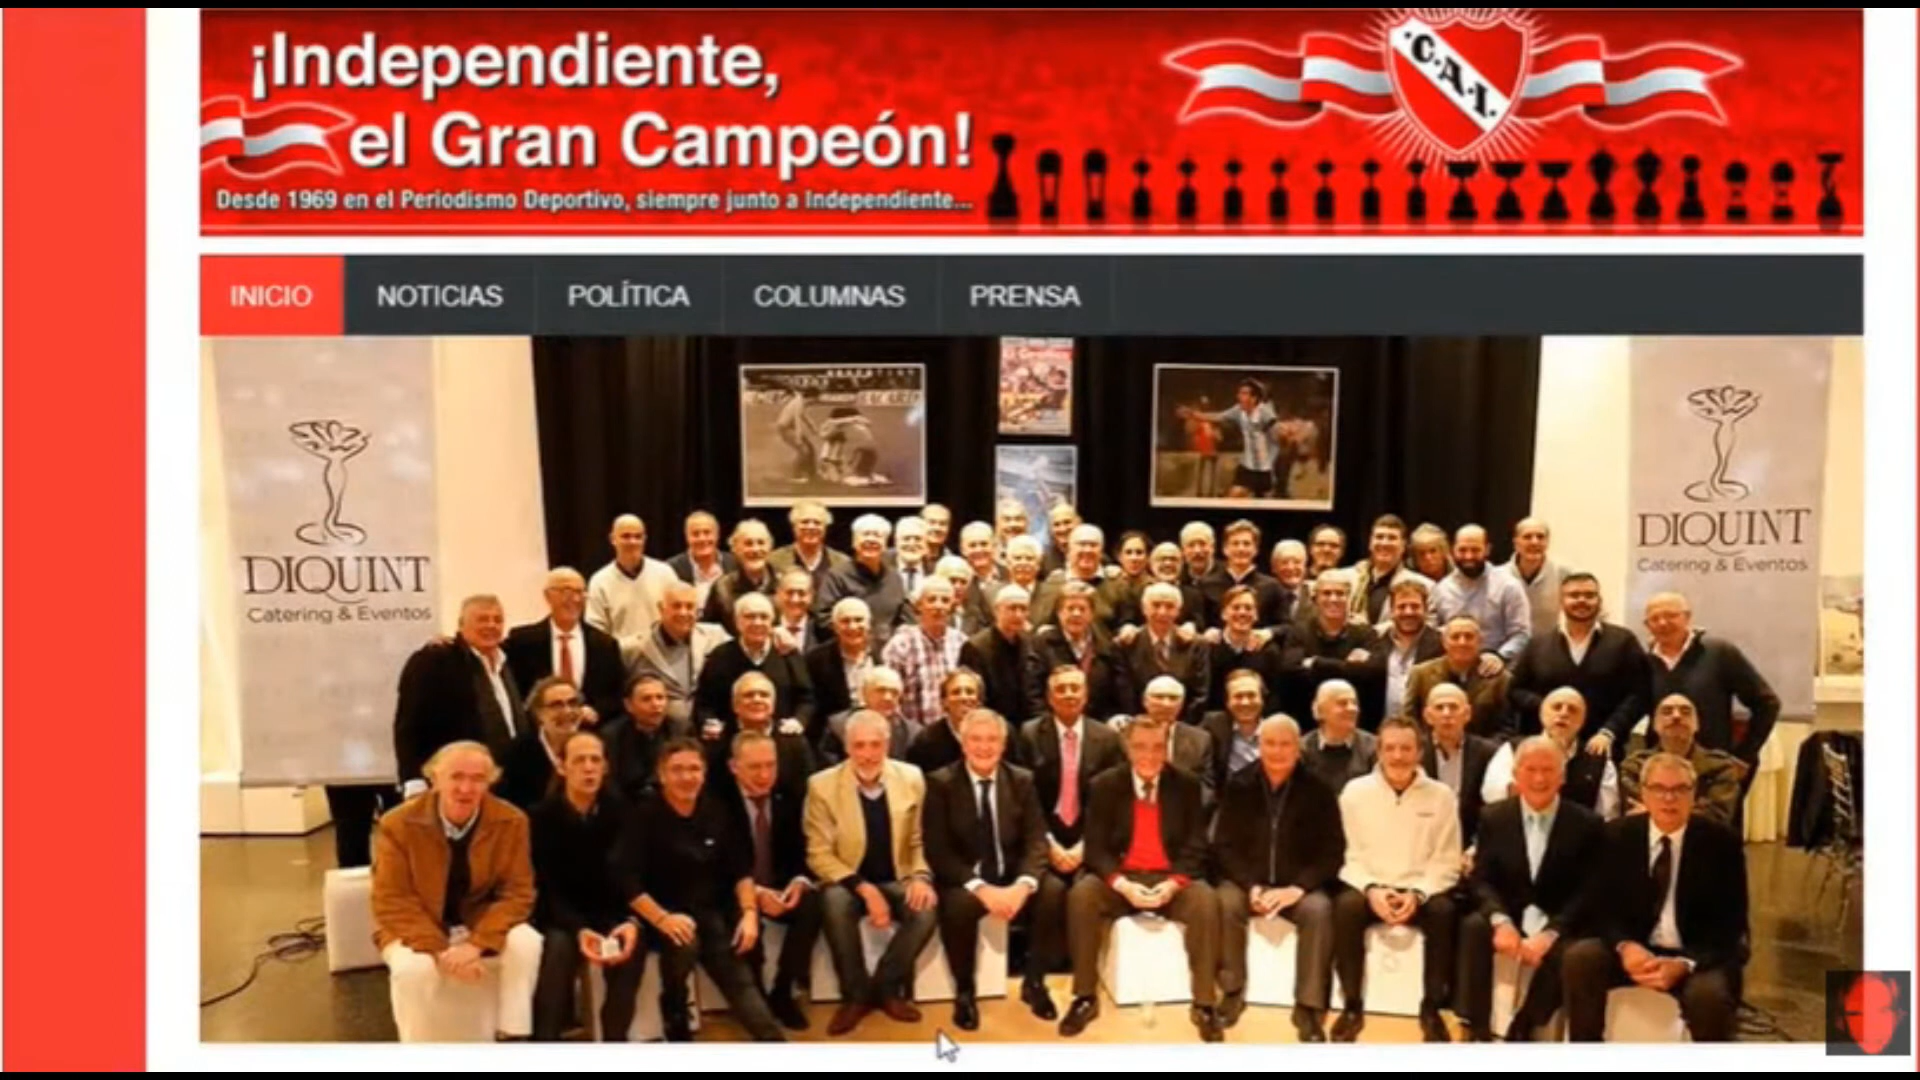 ¡Independiente,
el Gran Campeón!
Desde 1969 en el Periodismo Deportivo, siempre junto a Independiente...
·C·A·I·
INICIO
NOTICIAS
POLÍTICA
COLUMNAS
PRENSA
DIQUINT
Catering & Eventos
DIQUINT
Catering & Eventos